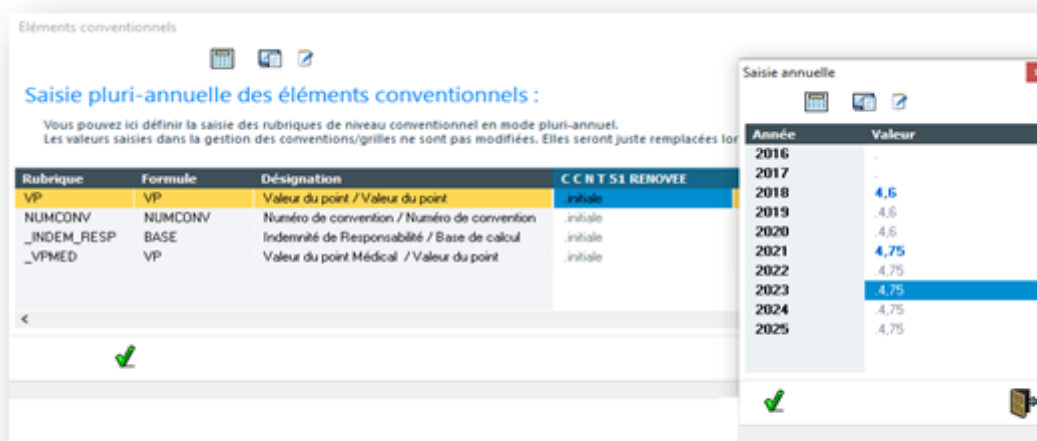 Eléments conventionnels
Saisie pluri-annuelle des éléments conventionnels :
Vous pouvez ici définir la saisie des rubriques de niveau conventionnel en mode pluri-annuel.
Les valeurs saisies dans la gestion des conventions/grilles ne sont pas modifiées. Elles seront juste remplacées lor
Rubrique Formule Désignation C C N T 51 RENOVEE
VP VP Valeur du point / Valeur du point .initiale
NUMCONV NUMCONV Numéro de convention / Numéro de convention .initiale
_INDEM_RESP BASE Indemnité de Responsabilité / Base de calcul .initiale
_VPMED VP Valeur du point Médical / Valeur du point .initiale
Saisie annuelle
Année Valeur
2016 .
2017 .
2018 4,6
2019 .4,6
2020 .4,6
2021 4,75
2022 .4,75
2023 .4,75
2024 .4,75
2025 .4,75